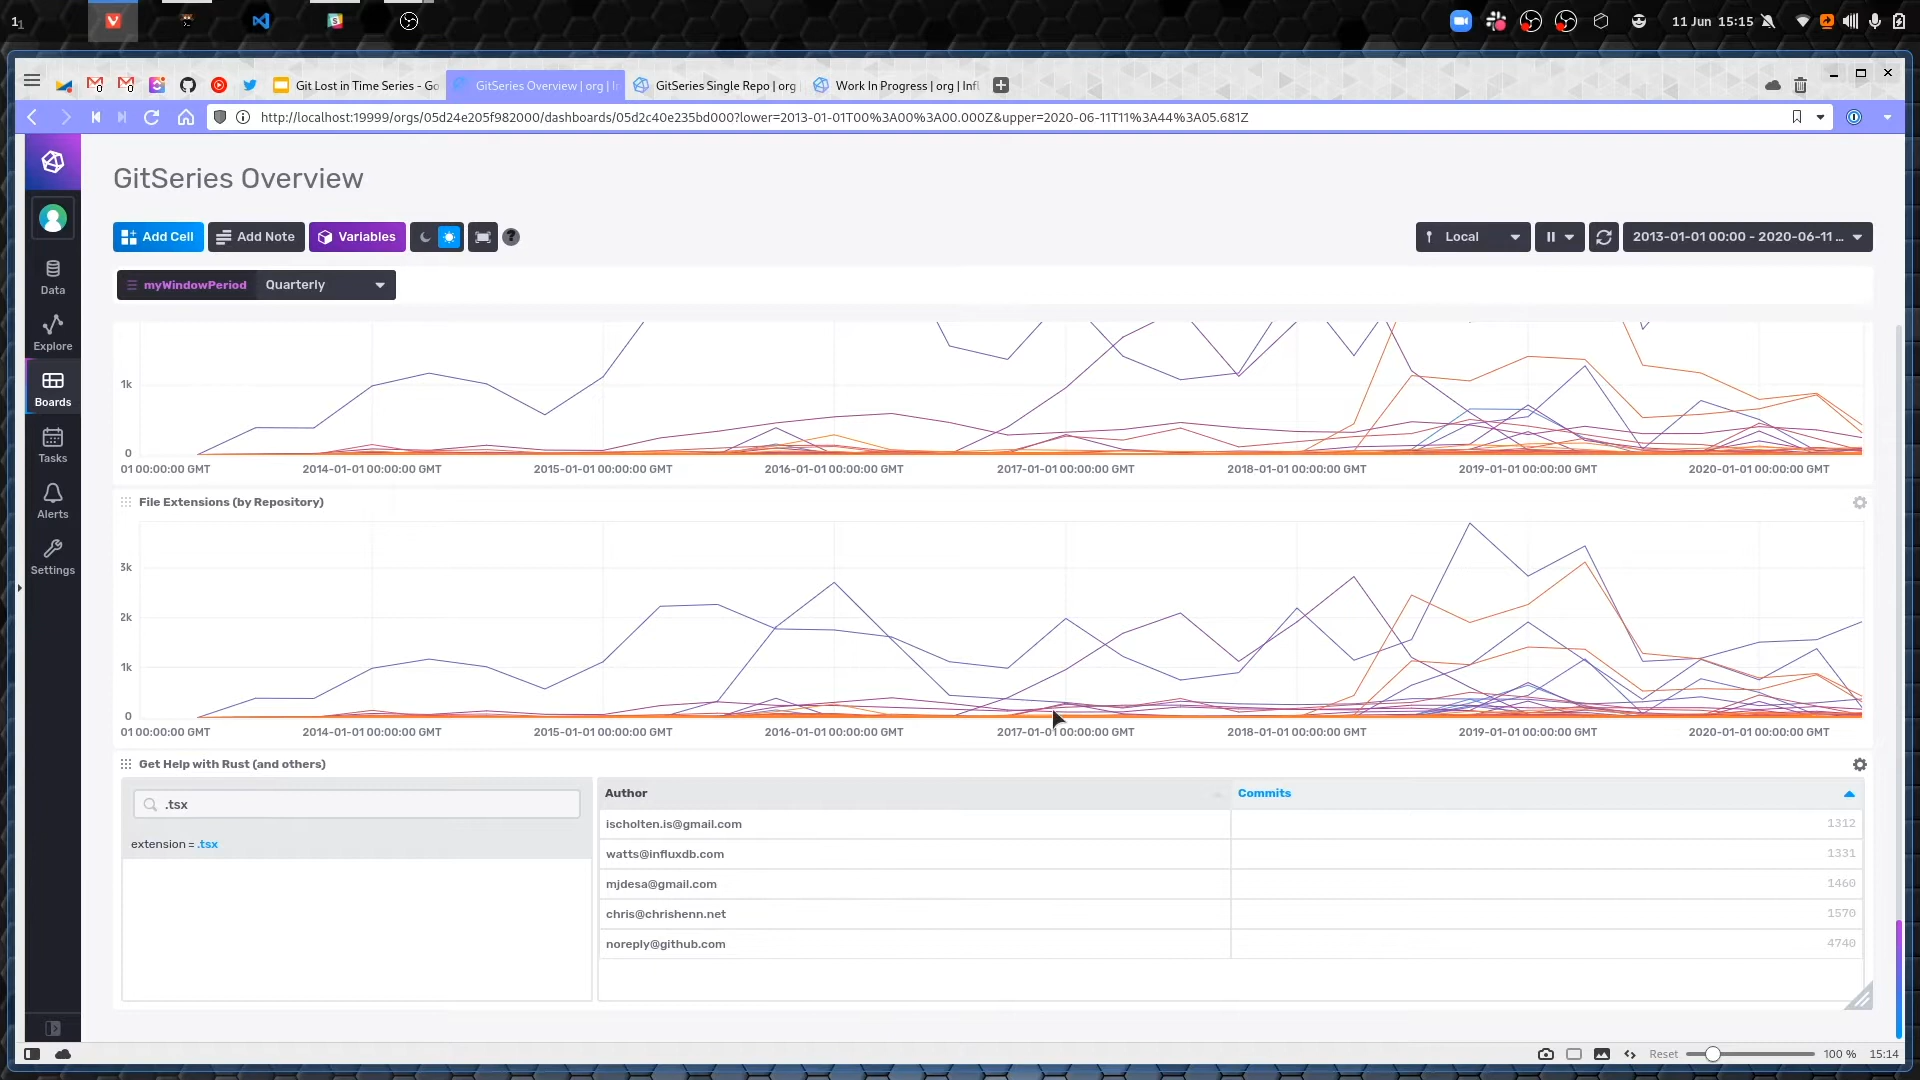 11 Jun 15:15
Git Lost in Time Series - Go
GitSeries Overview | org | I
GitSeries Single Repo | org
Work In Progress | org | Infl
http://localhost:19999/orgs/05d24e205f982000/dashboards/05d2c40e235bd000?lower=2013-01-01T00%3A00%3A00.000Z&upper=2020-06-11T11%3A44%3A05.681Z
GitSeries Overview
Add Cell
Add Note
Variables
?
Local
2013-01-01 00:00 - 2020-06-11 ...
myWindowPeriod
Quarterly
Data
Explore
Boards
Tasks
Alerts
Settings
1k
0
01 00:00:00 GMT
2014-01-01 00:00:00 GMT
2015-01-01 00:00:00 GMT
2016-01-01 00:00:00 GMT
2017-01-01 00:00:00 GMT
2018-01-01 00:00:00 GMT
2019-01-01 00:00:00 GMT
2020-01-01 00:00:00 GMT
File Extensions (by Repository)
3k
2k
1k
0
01 00:00:00 GMT
2014-01-01 00:00:00 GMT
2015-01-01 00:00:00 GMT
2016-01-01 00:00:00 GMT
2017-01-01 00:00:00 GMT
2018-01-01 00:00:00 GMT
2019-01-01 00:00:00 GMT
2020-01-01 00:00:00 GMT
Get Help with Rust (and others)
.tsx
extension = .tsx
Author
Commits
ischolten.is@gmail.com
1312
watts@influxdb.com
1331
mjdesa@gmail.com
1460
chris@chrishenn.net
1570
noreply@github.com
4740
Reset
100 %
15:14